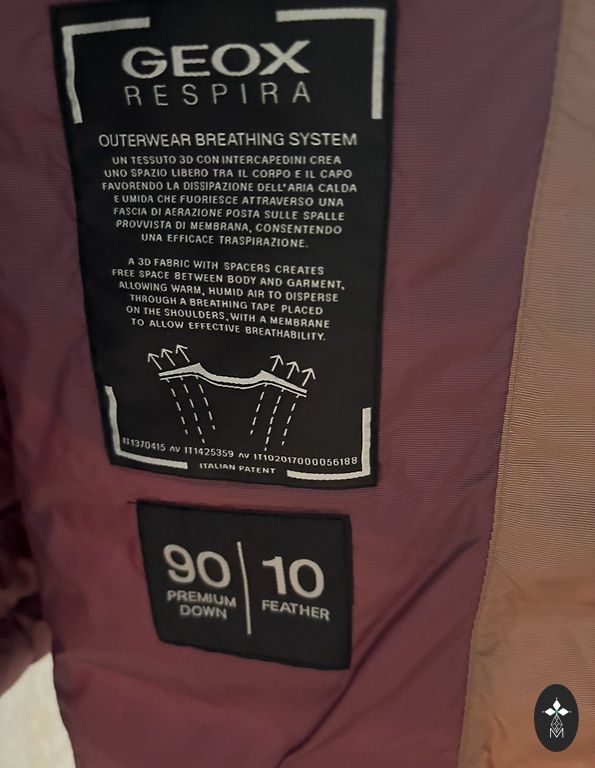 GEOX
RESPIRA
OUTERWEAR BREATHING SYSTEM
UN TESSUTO 3D CON INTERCAPEDINI CREA
UNO SPAZIO LIBERO TRA IL CORPO E IL CAPO
FAVORENDO LA DISSIPAZIONE DELL'ARIA CALDA
E UMIDA CHE FUORIESCE ATTRAVERSO UNA
FASCIA DI AERAZIONE POSTA SULLE SPALLE
PROVVISTA DI MEMBRANA, CONSENTENDO
UNA EFFICACE TRASPIRAZIONE.
A 3D FABRIC WITH SPACERS CREATES
FREE SPACE BETWEEN BODY AND GARMENT,
ALLOWING WARM, HUMID AIR TO DISPERSE
THROUGH A BREATHING TAPE PLACED
ON THE SHOULDERS, WITH A MEMBRANE
TO ALLOW EFFECTIVE BREATHABILITY.
IT1370415 AV IT1425359 AV IT102017000056188
ITALIAN PATENT
90 10
PREMIUM FEATHER
DOWN
M